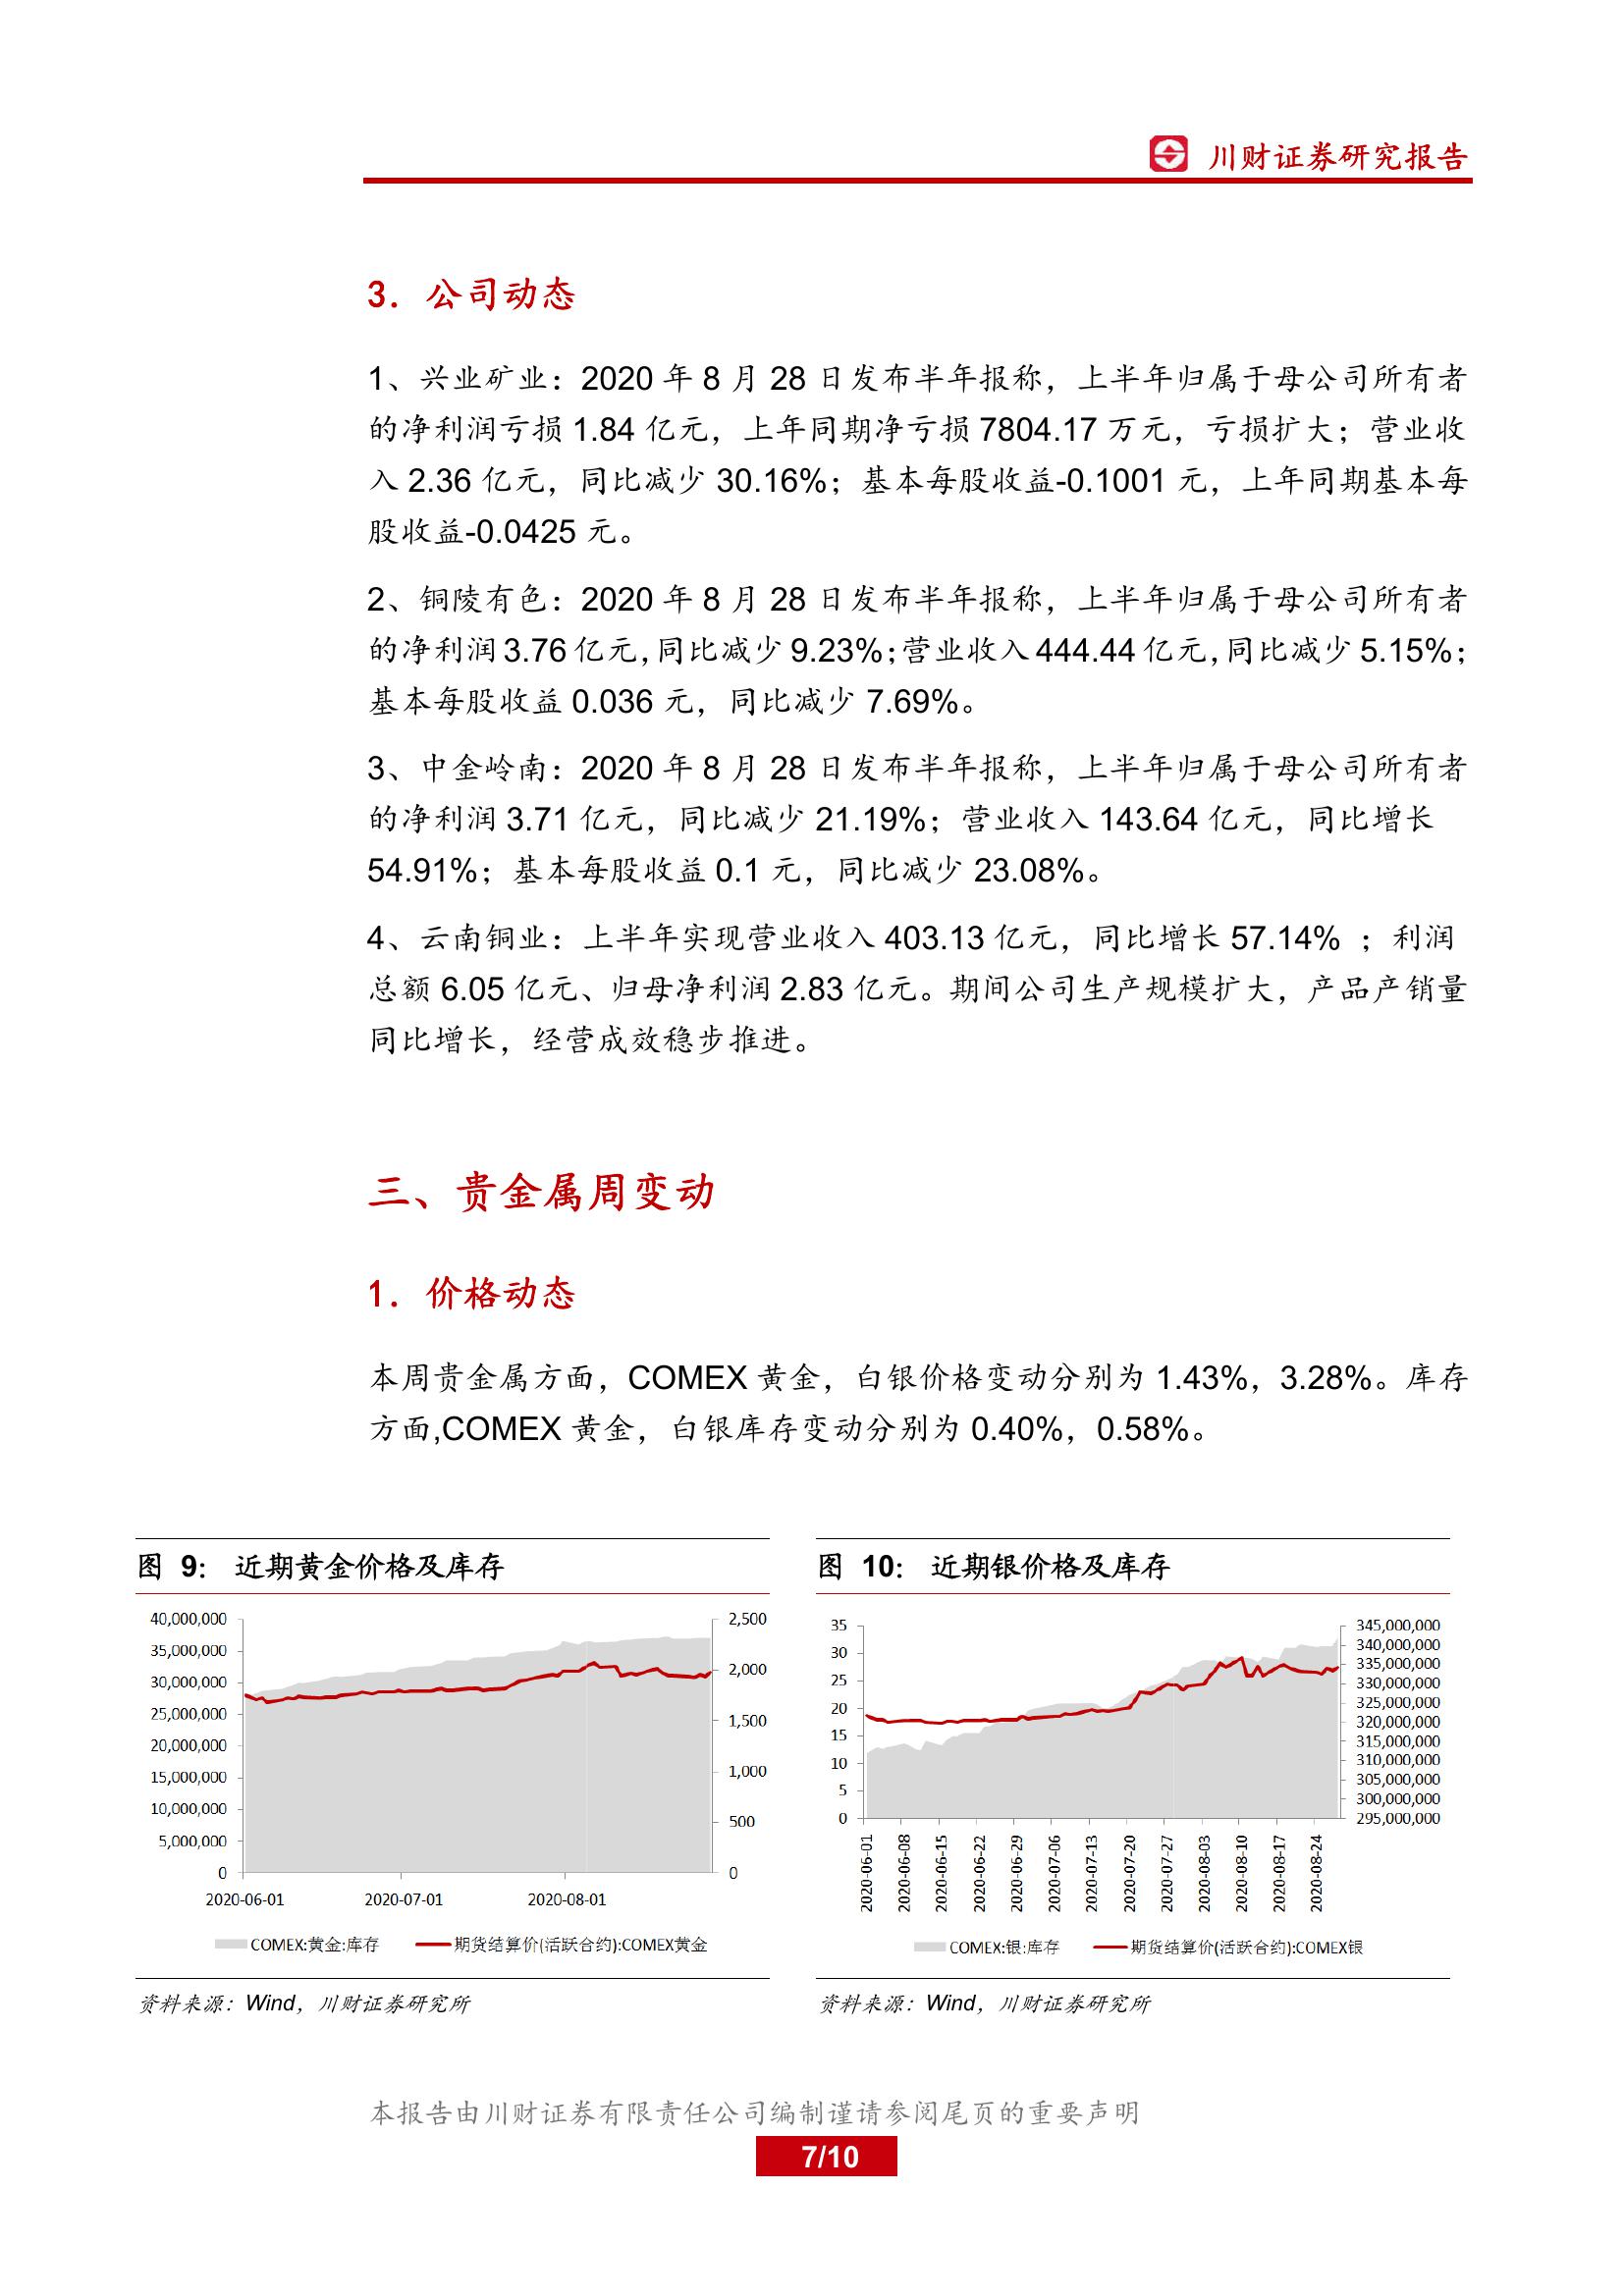 川财证券研究报告
3. 公司动态
1、兴业矿业：2020 年 8 月 28 日发布半年报称，上半年归属于母公司所有者
的净利润亏损 1.84 亿元，上年同期净亏损 7804.17 万元，亏损扩大；营业收
入 2.36 亿元，同比减少 30.16%；基本每股收益-0.1001 元，上年同期基本每
股收益-0.0425 元。
2、铜陵有色：2020 年 8 月 28 日发布半年报称，上半年归属于母公司所有者
的净利润 3.76 亿元，同比减少 9.23%；营业收入 444.44 亿元，同比减少 5.15%；
基本每股收益 0.036 元，同比减少 7.69%。
3、中金岭南：2020 年 8 月 28 日发布半年报称，上半年归属于母公司所有者
的净利润 3.71 亿元，同比减少 21.19%；营业收入 143.64 亿元，同比增长
54.91%；基本每股收益 0.1 元，同比减少 23.08%。
4、云南铜业：上半年实现营业收入 403.13 亿元，同比增长 57.14% ；利润
总额 6.05 亿元、归母净利润 2.83 亿元。期间公司生产规模扩大，产品产销量
同比增长，经营成效稳步推进。
三、贵金属周变动
1. 价格动态
本周贵金属方面，COMEX 黄金，白银价格变动分别为 1.43%，3.28%。库存
方面,COMEX 黄金，白银库存变动分别为 0.40%，0.58%。
图 9： 近期黄金价格及库存
40,000,000
35,000,000
30,000,000
25,000,000
20,000,000
15,000,000
10,000,000
5,000,000
0
2,500
2,000
1,500
1,000
500
0
2020-06-01 2020-07-01 2020-08-01
COMEX:黄金:库存 期货结算价(活跃合约):COMEX黄金
资料来源：Wind，川财证券研究所
图 10： 近期银价格及库存
35
30
25
20
15
10
5
0
345,000,000
340,000,000
335,000,000
330,000,000
325,000,000
320,000,000
315,000,000
310,000,000
305,000,000
300,000,000
295,000,000
2020-06-01
2020-06-08
2020-06-15
2020-06-22
2020-06-29
2020-07-06
2020-07-13
2020-07-20
2020-07-27
2020-08-03
2020-08-10
2020-08-17
2020-08-24
COMEX:银:库存 期货结算价(活跃合约):COMEX银
资料来源：Wind，川财证券研究所
本报告由川财证券有限责任公司编制谨请参阅尾页的重要声明
7/10